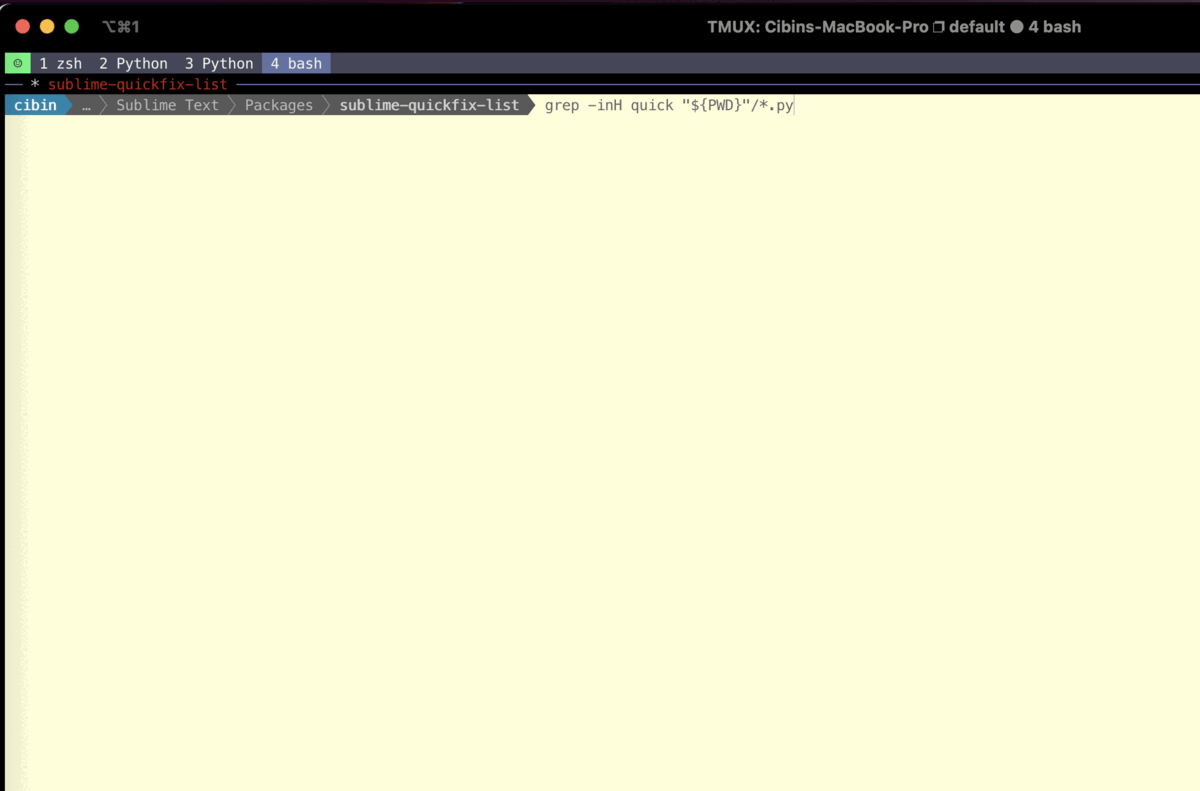 ⌥⌘1 TMUX: Cibins-MacBook-Pro ❐ default ● 4 bash
☺ 1 zsh 2 Python 3 Python 4 bash
* sublime-quickfix-list
cibin … Sublime Text Packages sublime-quickfix-list grep -inH quick "${PWD}"/*.py